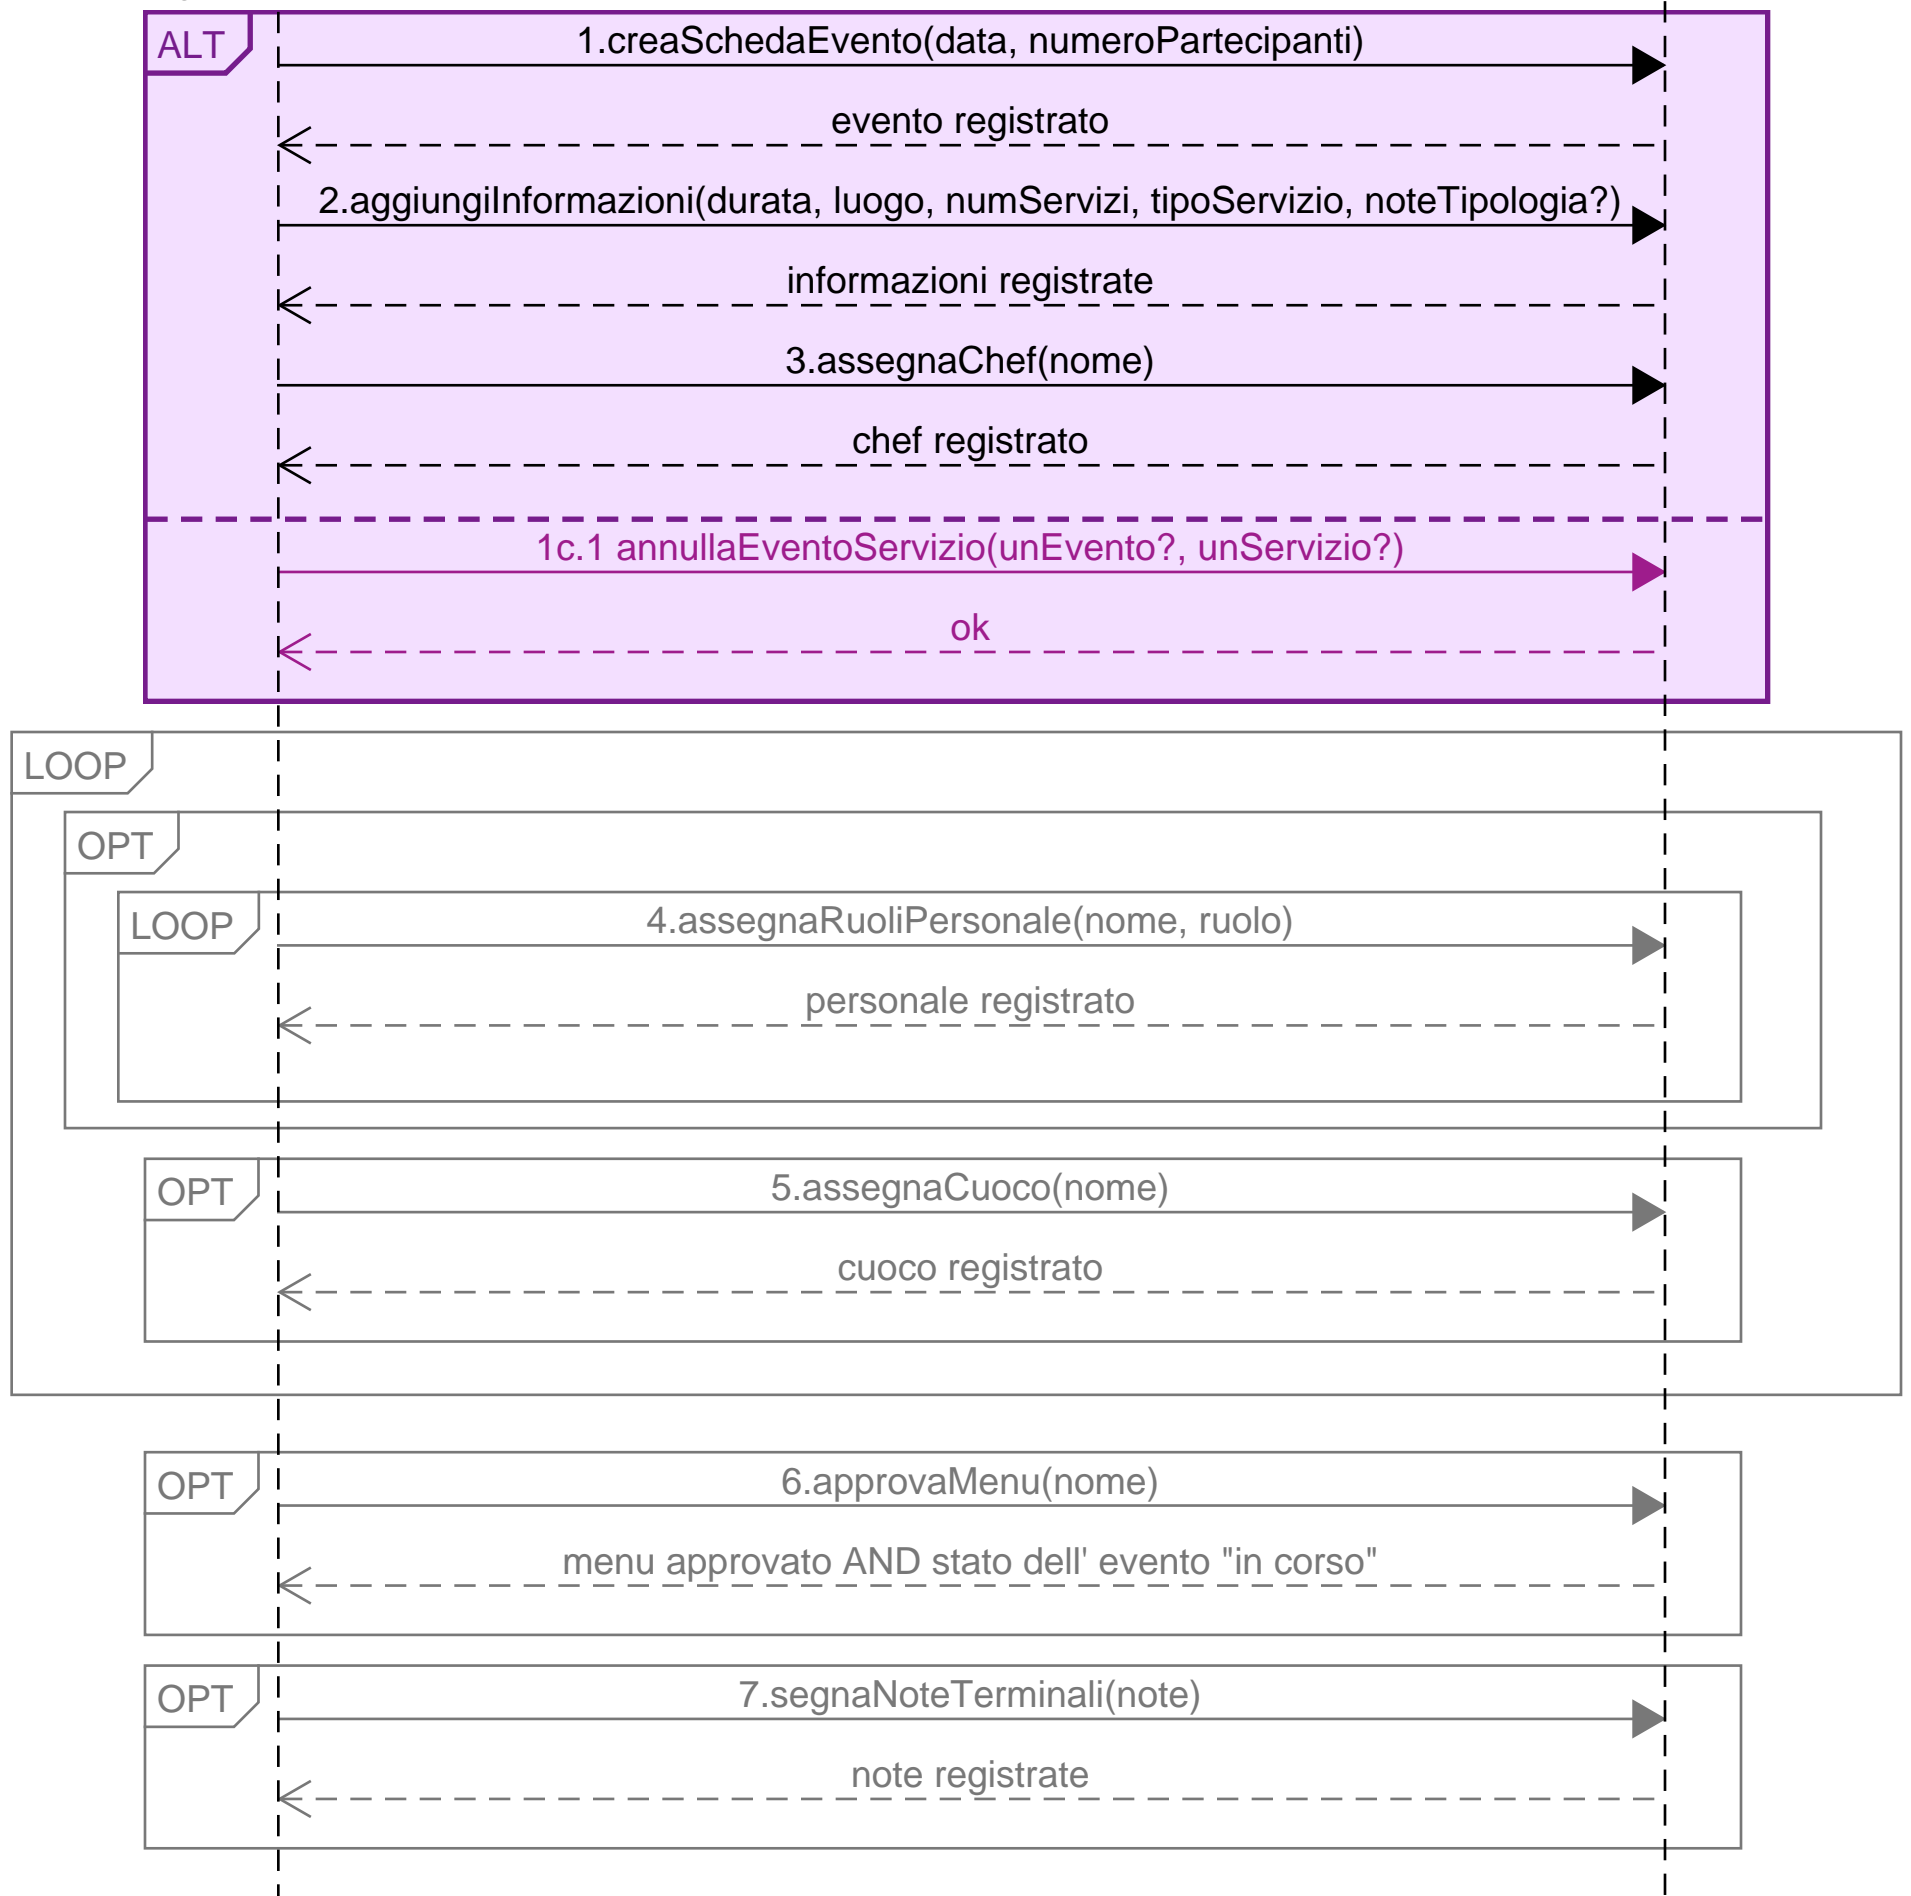 ALT
1.creaSchedaEvento(data, numeroPartecipanti)
evento registrato
2.aggiungiInformazioni(durata, luogo, numServizi, tipoServizio, noteTipologia?)
informazioni registrate
3.assegnaChef(nome)
chef registrato
1c.1 annullaEventoServizio(unEvento?, unServizio?)
ok
LOOP
OPT
LOOP
4.assegnaRuoliPersonale(nome, ruolo)
personale registrato
OPT
5.assegnaCuoco(nome)
cuoco registrato
OPT
6.approvaMenu(nome)
menu approvato AND stato dell' evento "in corso"
OPT
7.segnaNoteTerminali(note)
note registrate